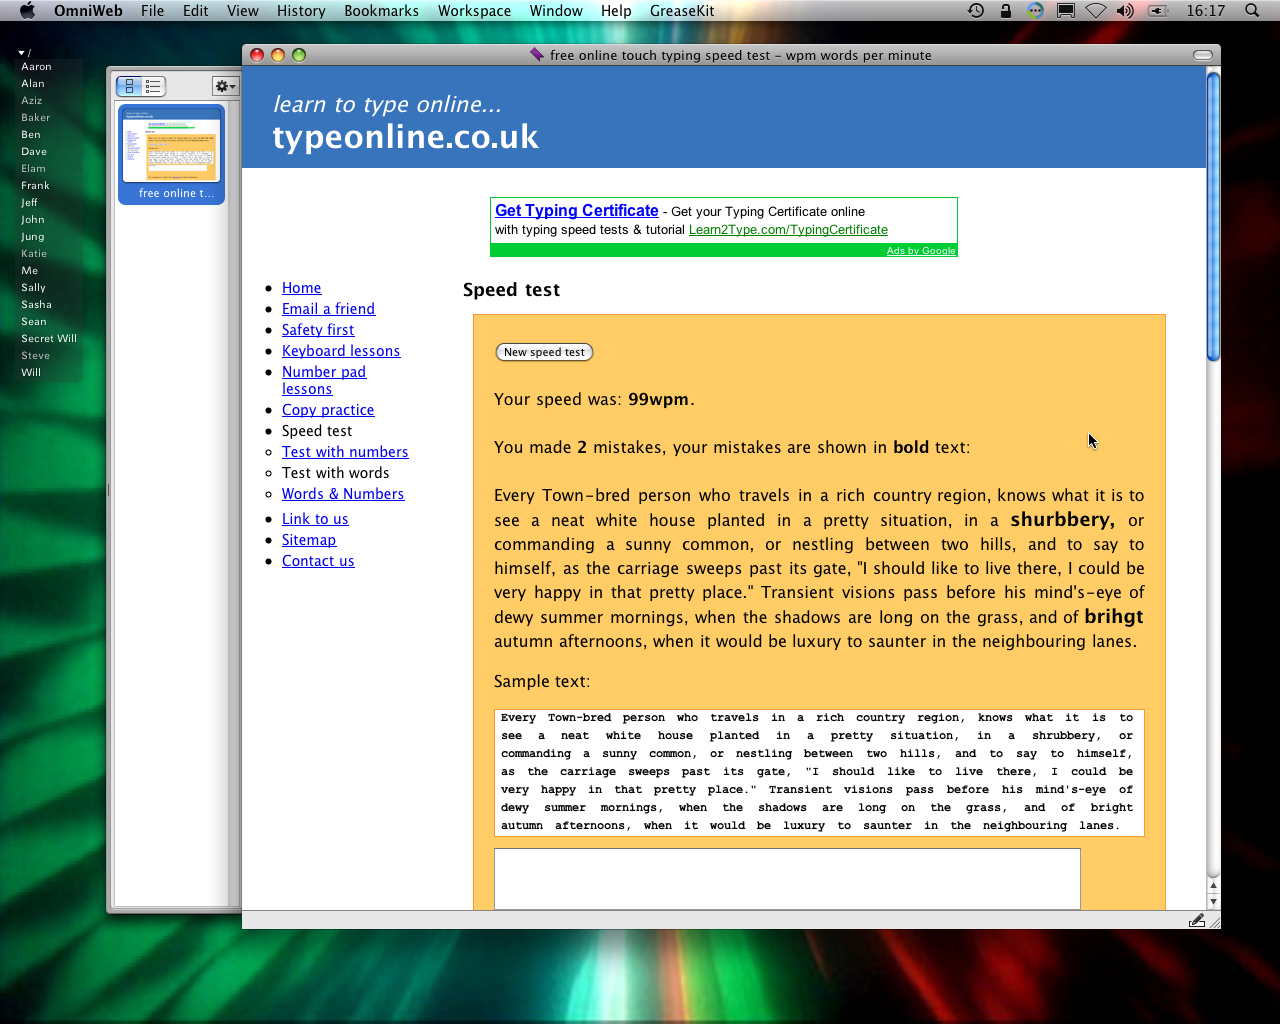 OmniWeb File Edit View History Bookmarks Workspace Window Help GreaseKit 16:17
/
Aaron
Alan
Aziz
Baker
Ben
Dave
Elam
Frank
Jeff
John
Jung
Katie
Me
Sally
Sasha
Sean
Secret Will
Steve
Will
free online t...
free online touch typing speed test – wpm words per minute
learn to type online...
typeonline.co.uk
Get Typing Certificate - Get your Typing Certificate online
with typing speed tests & tutorial Learn2Type.com/TypingCertificate
Ads by Google
Home
Email a friend
Safety first
Keyboard lessons
Number pad
lessons
Copy practice
Speed test
Test with numbers
Test with words
Words & Numbers
Link to us
Sitemap
Contact us
Speed test
New speed test
Your speed was: 99wpm.
You made 2 mistakes, your mistakes are shown in bold text:
Every Town-bred person who travels in a rich country region, knows what it is to
see a neat white house planted in a pretty situation, in a shurbbery, or
commanding a sunny common, or nestling between two hills, and to say to
himself, as the carriage sweeps past its gate, "I should like to live there, I could be
very happy in that pretty place." Transient visions pass before his mind's-eye of
dewy summer mornings, when the shadows are long on the grass, and of brihgt
autumn afternoons, when it would be luxury to saunter in the neighbouring lanes.
Sample text:
Every Town-bred person who travels in a rich country region, knows what it is to
see a neat white house planted in a pretty situation, in a shrubbery, or
commanding a sunny common, or nestling between two hills, and to say to himself,
as the carriage sweeps past its gate, "I should like to live there, I could be
very happy in that pretty place." Transient visions pass before his mind's-eye of
dewy summer mornings, when the shadows are long on the grass, and of bright
autumn afternoons, when it would be luxury to saunter in the neighbouring lanes.